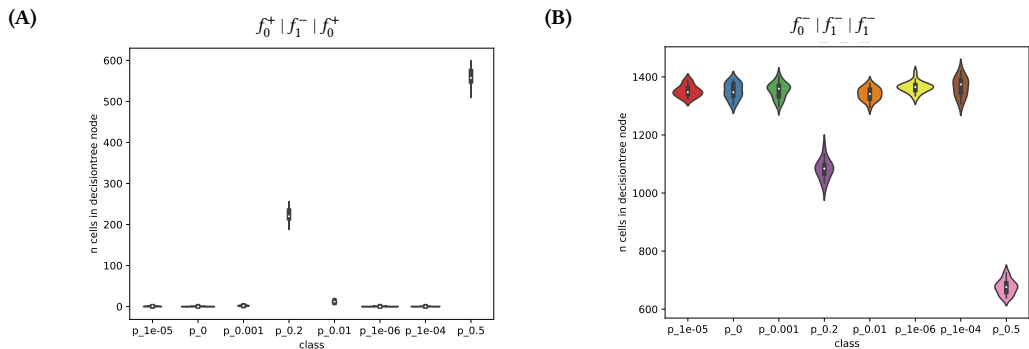 (A)
f₀⁺ | f₁⁻ | f₀⁺
n cells in decisiontree node
600
500
400
300
200
100
0
p_1e-05 p_0 p_0.001 p_0.2 p_0.01 p_1e-06 p_1e-04 p_0.5
class
(B)
f₀⁻ | f₁⁻ | f₁⁻
n cells in decisiontree node
1400
1200
1000
800
600
p_1e-05 p_0 p_0.001 p_0.2 p_0.01 p_1e-06 p_1e-04 p_0.5
class